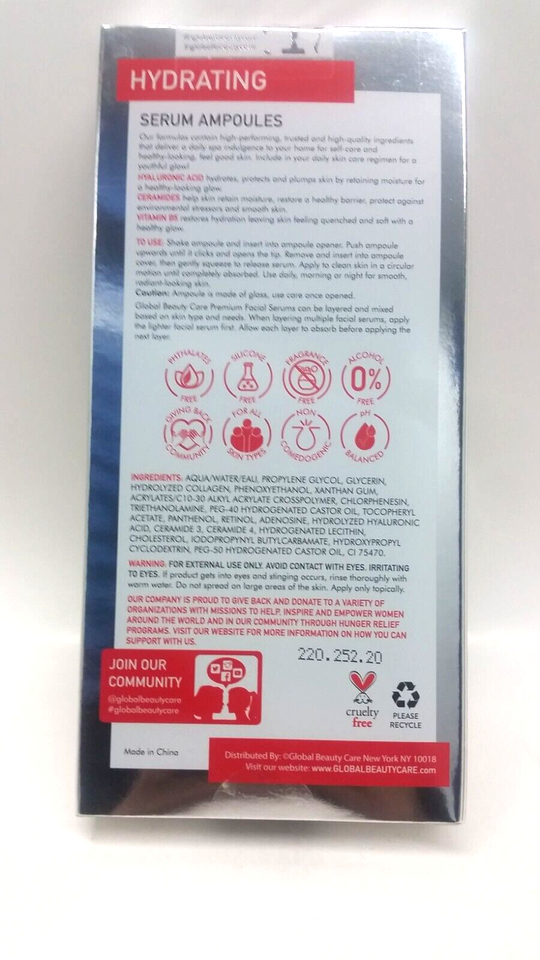 @globalbeautycare
#globalbeautycare
HYDRATING
SERUM AMPOULES
Our formulas contain high-performing, trusted and high-quality ingredients
that deliver a daily spa indulgence to your home for self-care and
healthy-looking, feel good skin. Include in your daily skin care regimen for a
youthful glow!
HYALURONIC ACID hydrates, protects and plumps skin by retaining moisture for
a healthy-looking glow.
CERAMIDES help skin retain moisture, restore a healthy barrier, protect against
environmental stressors and smooth skin.
VITAMIN B5 restores hydration leaving skin feeling quenched and soft with a
healthy glow.
TO USE: Shake ampoule and insert into ampoule opener. Push ampoule
upwards until it clicks and opens the tip. Remove and insert into ampoule
cover, then gently squeeze to release serum. Apply to clean skin in a circular
motion until completely absorbed. Use daily, morning or night for smooth,
radiant-looking skin.
Caution: Ampoule is made of glass, use care once opened.
Global Beauty Care Premium Facial Serums can be layered and mixed
based on skin type and needs. When layering multiple facial serums, apply
the lighter facial serum first. Allow each layer to absorb before applying the
next layer.
PHTHALATES FREE
SILICONE FREE
FRAGRANCE FREE
ALCOHOL 0% FREE
GIVING BACK COMMUNITY
FOR ALL SKIN TYPES
NON COMEDOGENIC
pH BALANCED
INGREDIENTS: AQUA/WATER/EAU, PROPYLENE GLYCOL, GLYCERIN,
HYDROLYZED COLLAGEN, PHENOXYETHANOL, XANTHAN GUM,
ACRYLATES/C10-30 ALKYL ACRYLATE CROSSPOLYMER, CHLORPHENESIN,
TRIETHANOLAMINE, PEG-40 HYDROGENATED CASTOR OIL, TOCOPHERYL
ACETATE, PANTHENOL, RETINOL, ADENOSINE, HYDROLYZED HYALURONIC
ACID, CERAMIDE 3, CERAMIDE 4, HYDROGENATED LECITHIN,
CHOLESTEROL, IODOPROPYNYL BUTYLCARBAMATE, HYDROXYPROPYL
CYCLODEXTRIN, PEG-50 HYDROGENATED CASTOR OIL, CI 75470.
WARNING: FOR EXTERNAL USE ONLY. AVOID CONTACT WITH EYES. IRRITATING
TO EYES. If product gets into eyes and stinging occurs, rinse thoroughly with
warm water. Do not spread on large areas of the skin. Apply only topically.
OUR COMPANY IS PROUD TO GIVE BACK AND DONATE TO A VARIETY OF
ORGANIZATIONS WITH MISSIONS TO HELP, INSPIRE AND EMPOWER WOMEN
AROUND THE WORLD AND IN OUR COMMUNITY THROUGH HUNGER RELIEF
PROGRAMS. VISIT OUR WEBSITE FOR MORE INFORMATION ON HOW YOU CAN
SUPPORT WITH US.
220.252.20
JOIN OUR
COMMUNITY
@globalbeautycare
#globalbeautycare
cruelty
free
PLEASE
RECYCLE
Made in China
Distributed By: ©Global Beauty Care New York NY 10018
Visit our website: www.GLOBALBEAUTYCARE.com